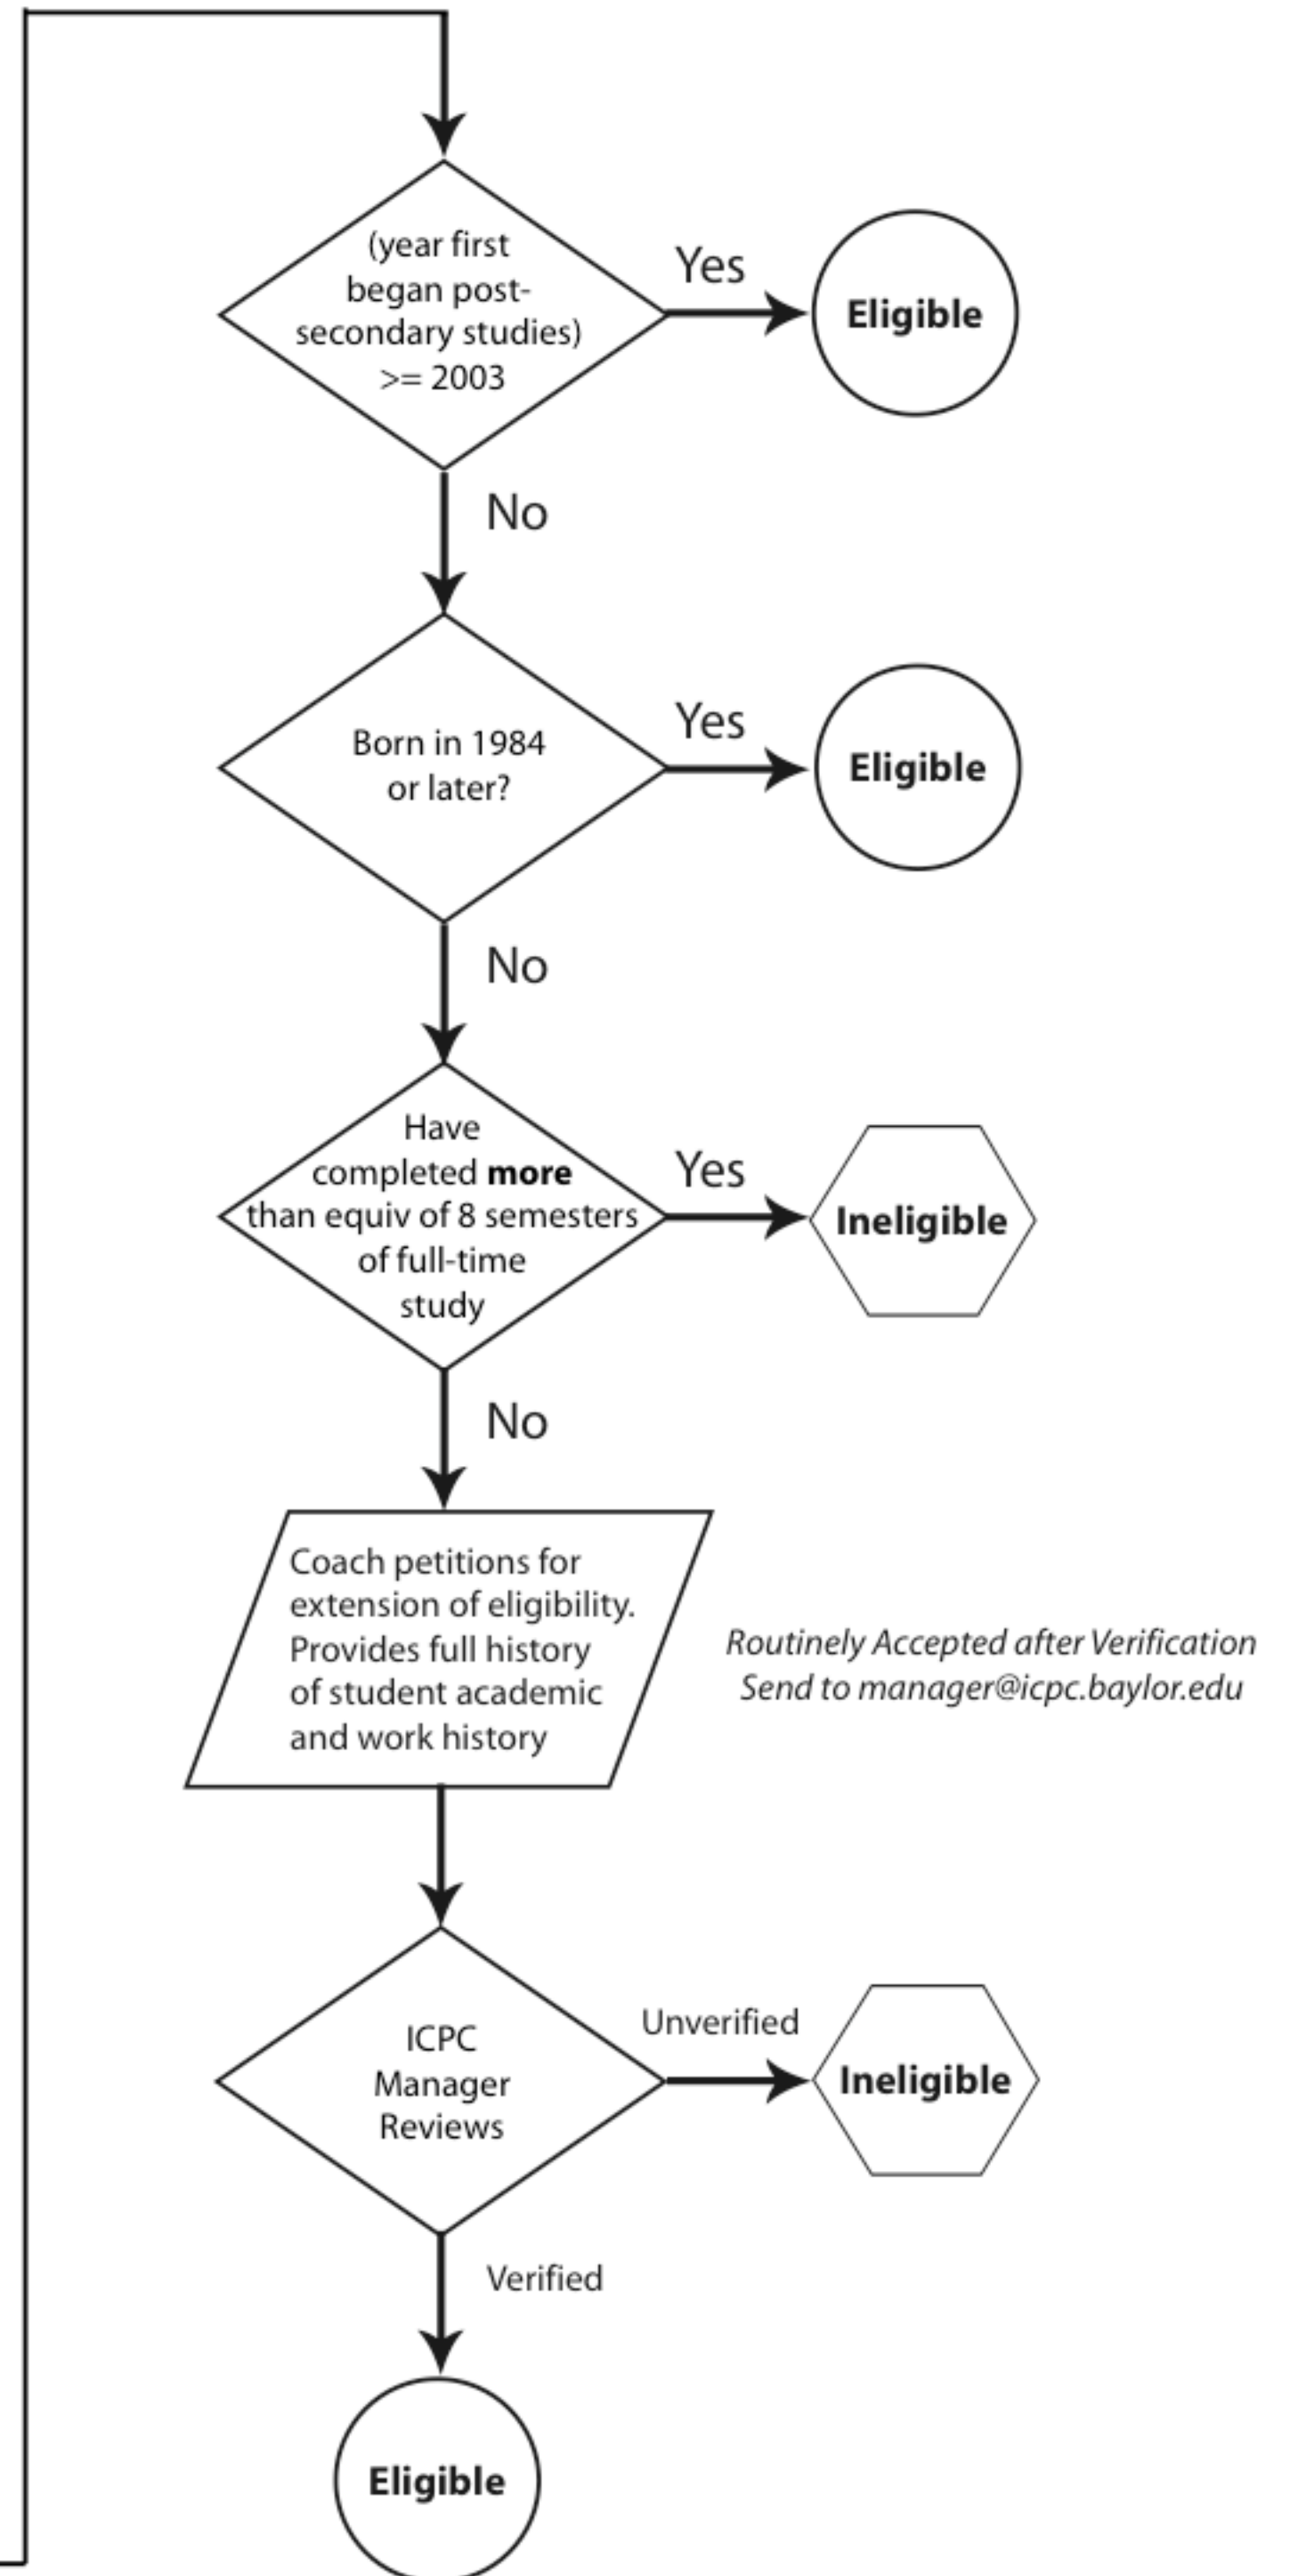 (year first
began post-
secondary studies)
>= 2003
Yes
Eligible
No
Born in 1984
or later?
Yes
Eligible
No
Have
completed more
than equiv of 8 semesters
of full-time
study
Yes
Ineligible
No
Coach petitions for
extension of eligibility.
Provides full history
of student academic
and work history
Routinely Accepted after Verification
Send to manager@icpc.baylor.edu
ICPC
Manager
Reviews
Unverified
Ineligible
Verified
Eligible